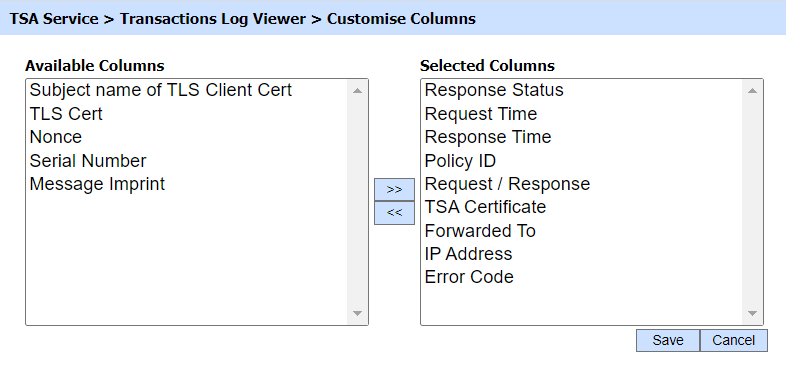 TSA Service > Transactions Log Viewer > Customise Columns
Available Columns
Subject name of TLS Client Cert
TLS Cert
Nonce
Serial Number
Message Imprint
>>
<<
Selected Columns
Response Status
Request Time
Response Time
Policy ID
Request / Response
TSA Certificate
Forwarded To
IP Address
Error Code
Save Cancel